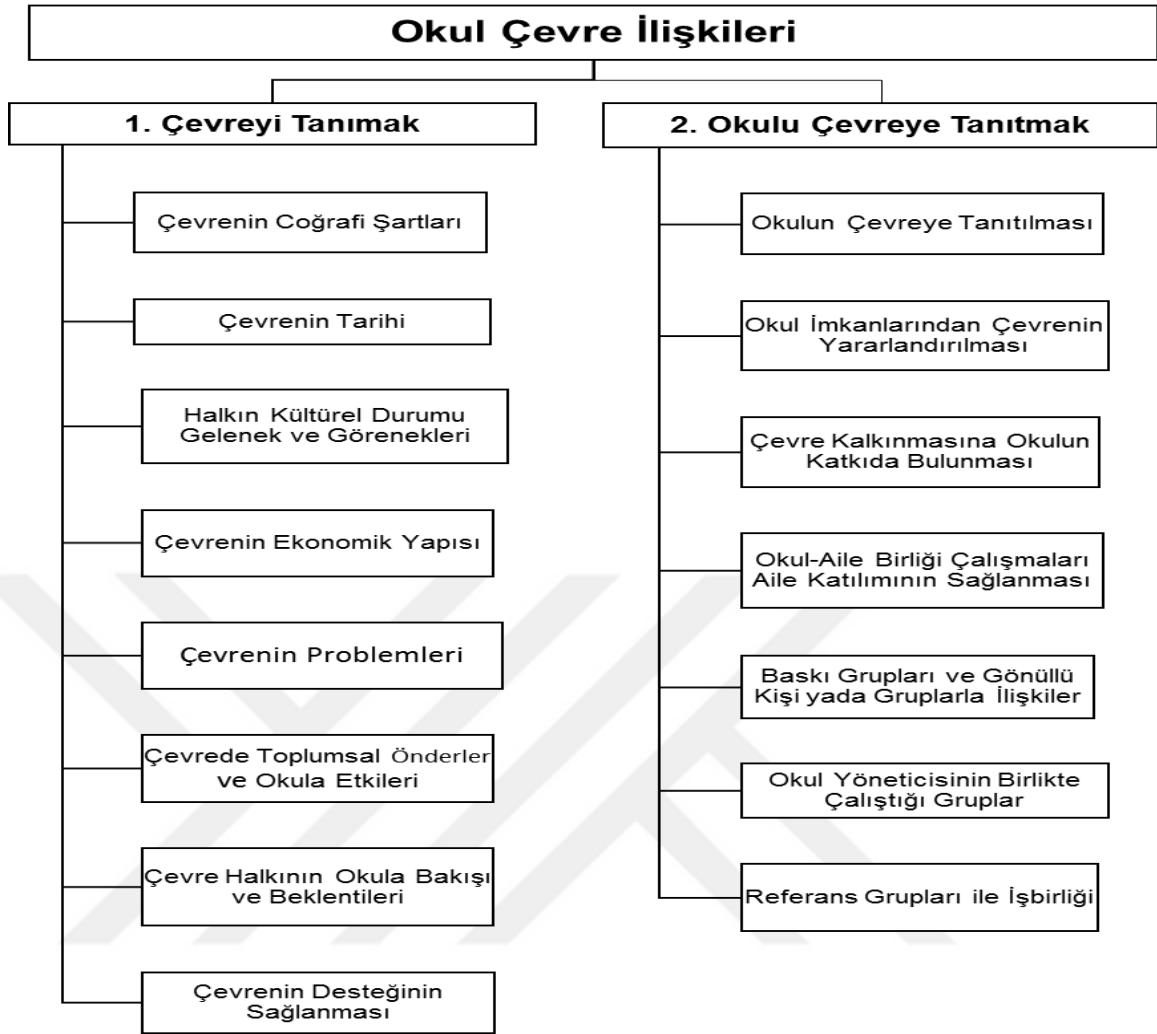 Okul Çevre İlişkileri
1. Çevreyi Tanımak
Çevrenin Coğrafi Şartları
Çevrenin Tarihi
Halkın Kültürel Durumu
Gelenek ve Görenekleri
Çevrenin Ekonomik Yapısı
Çevrenin Problemleri
Çevrede Toplumsal Önderler
ve Okula Etkileri
Çevre Halkının Okula Bakışı
ve Beklentileri
Çevrenin Desteğinin
Sağlanması
2. Okulu Çevreye Tanıtmak
Okulun Çevreye Tanıtılması
Okul İmkanlarından Çevrenin
Yararlandırılması
Çevre Kalkınmasına Okulun
Katkıda Bulunması
Okul-Aile Birliği Çalışmaları
Aile Katılımının Sağlanması
Baskı Grupları ve Gönüllü
Kişi yada Gruplarla İlişkiler
Okul Yöneticisinin Birlikte
Çalıştığı Gruplar
Referans Grupları ile İşbirliği